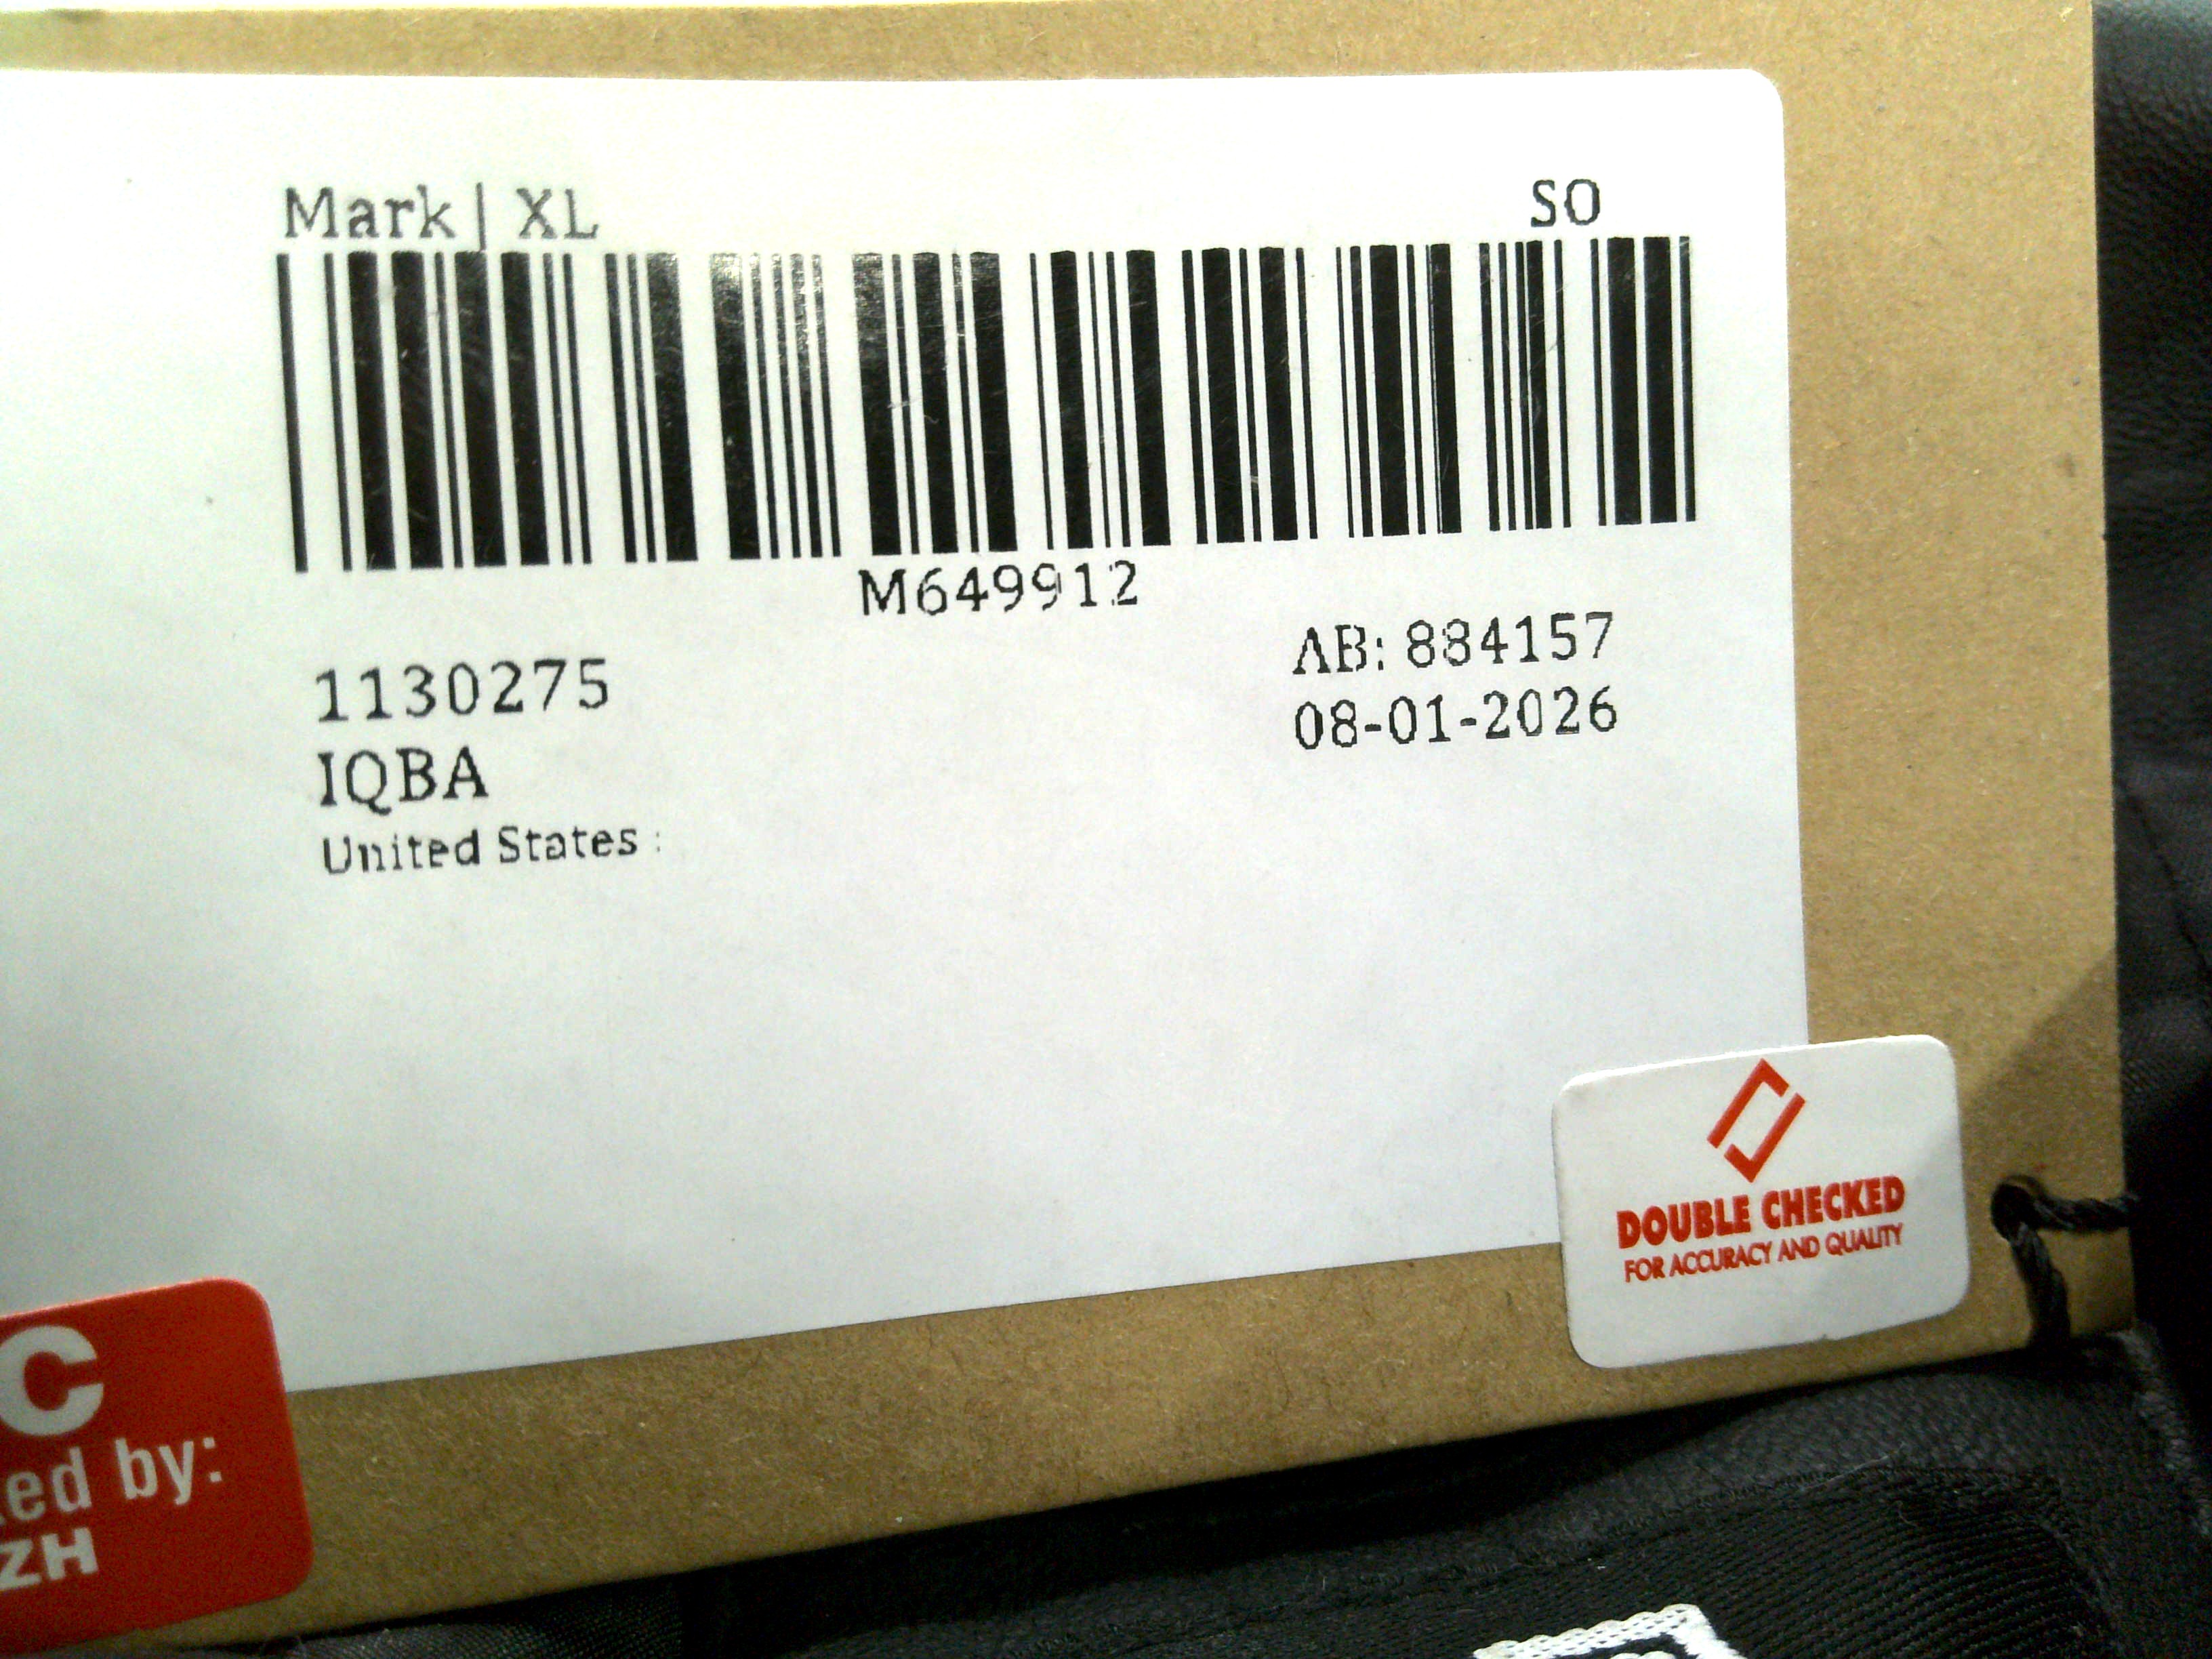 Mark| XL
SO
M649912
AB: 884157
08-01-2026
1130275
IQBA
United States :
DOUBLE CHECKED
FOR ACCURACY AND QUALITY
C
ed by:
ZH